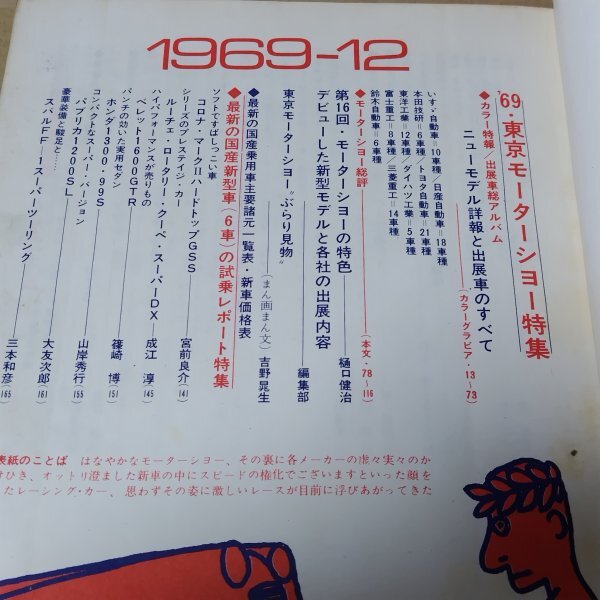 1969-12
'69・東京モーターショー特集
◆カラー特報/出展車総アルバム
ニューモデル詳報と出展車のすべて
(カラーグラビア・13〜73)
いすゞ自動車=10車種/日産自動車=18車種
本田技研=6車種/トヨタ自動車=21車種
東洋工業=12車種/ダイハツ工業=5車種
富士重工=8車種/三菱重工=14車種
鈴木自動車=6車種
◆モーターショー総評
(本文・78〜116)
第16回・モーターショーの特色
樋口健治
デビューした新型モデルと各社の出展内容
編集部
東京モーターショー“ぶらり見物”
(まん画まん文)吉野晃生
◆最新の国産乗用車主要諸元一覧表・新車価格表
◆最新の国産新型車(6車)の試乗レポート特集
ソフトですばしっこい車
コロナ・マークⅡハードトップGSS
宮前良介(141)
シリーズのプレステイジ・カー
ルーチェ・ロータリー・クーペ・スーパーDX
成江 淳(145)
ハイパフォーマンスが売りもの
ベレット1600GTR
篠崎 博(151)
パンチの効いた実用セダン
ホンダ1300・99S
山岸秀行(155)
コンパクトなスーパー・バージョン
パブリカ1200SL
大友次郎(161)
豪華装備と駿足と…
スバルFF-1スーパーツーリング
三本和彦(165)
表紙のことば はなやかなモーターショー、その裏に各メーカーの虚々実々のか
けひき、オットリ澄ました新車の中にスピードの権化でございますといった顔を
したレーシング・カー、思わずその姿に激しいレースが目前に浮びあがってきた